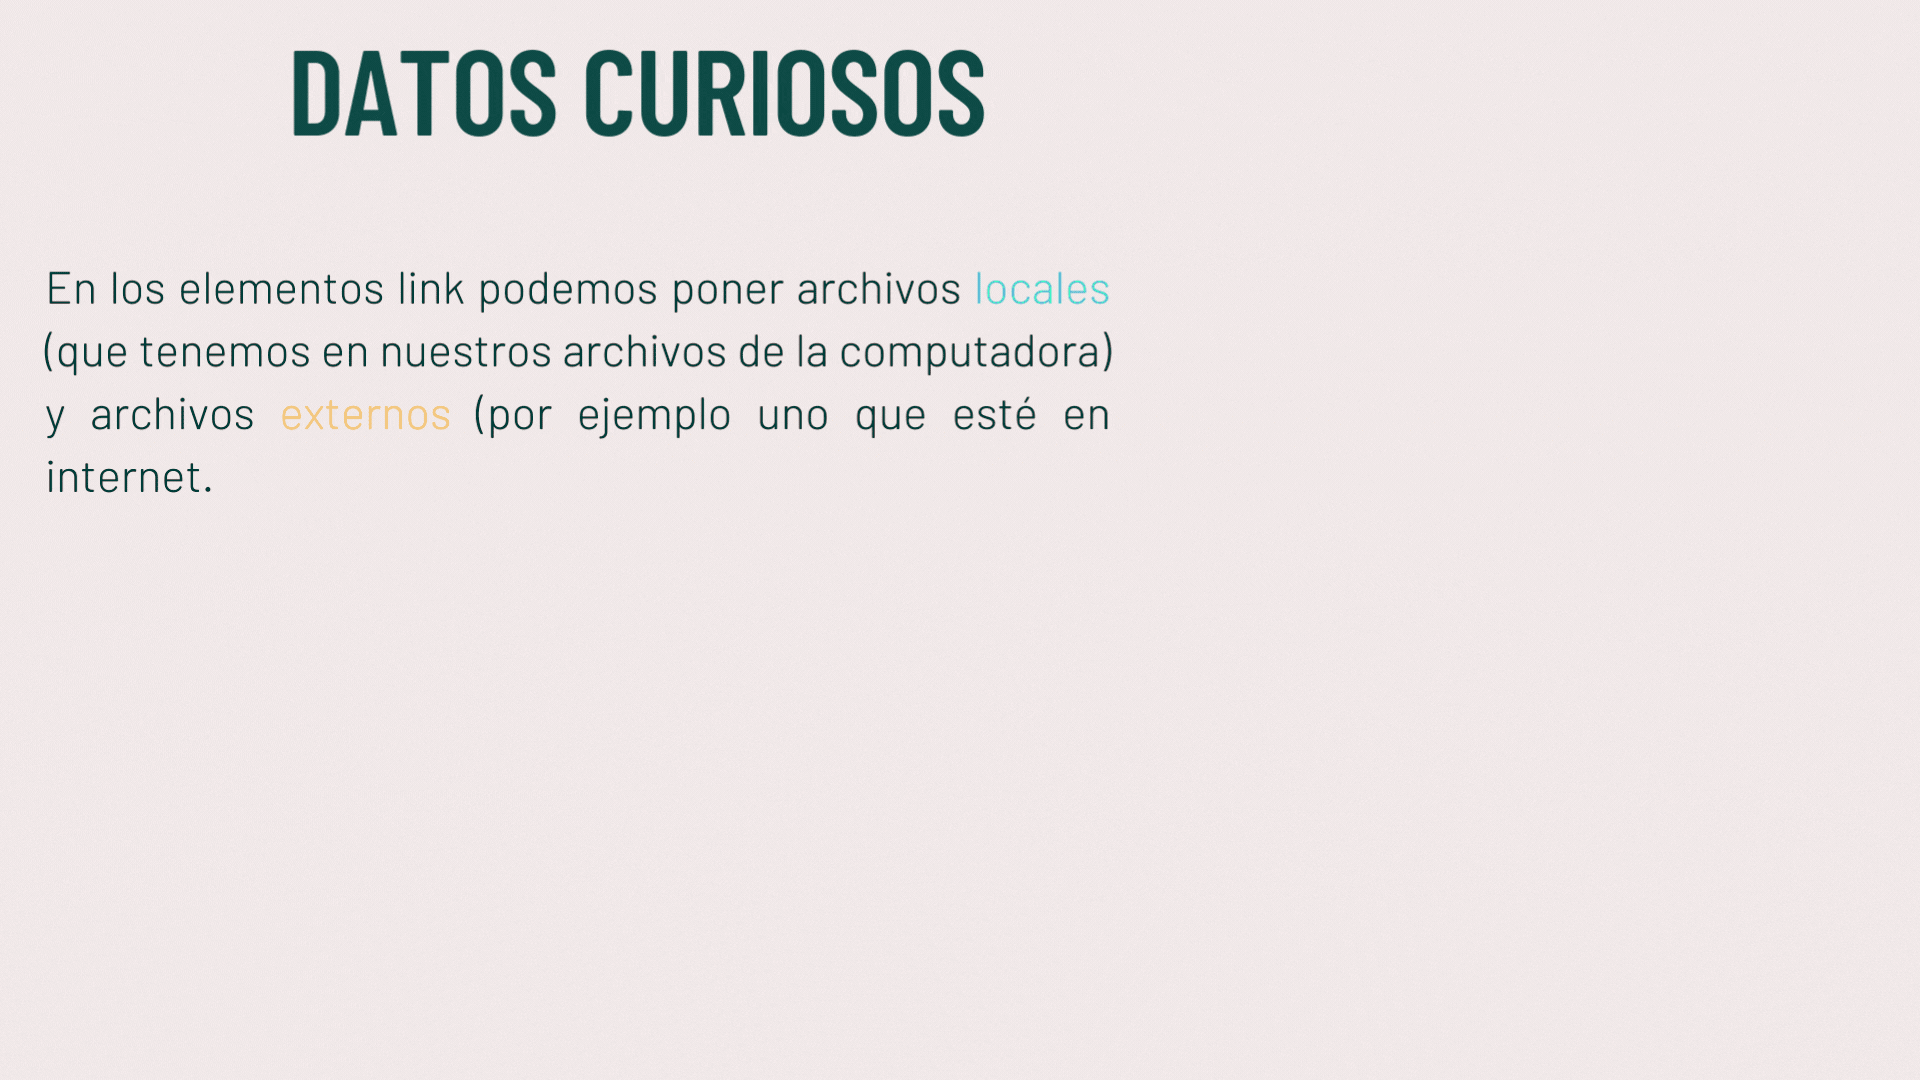 DATOS CURIOSOS
En los elementos link podemos poner archivos locales
(que tenemos en nuestros archivos de la computadora)
y archivos externos (por ejemplo uno que esté en
internet.